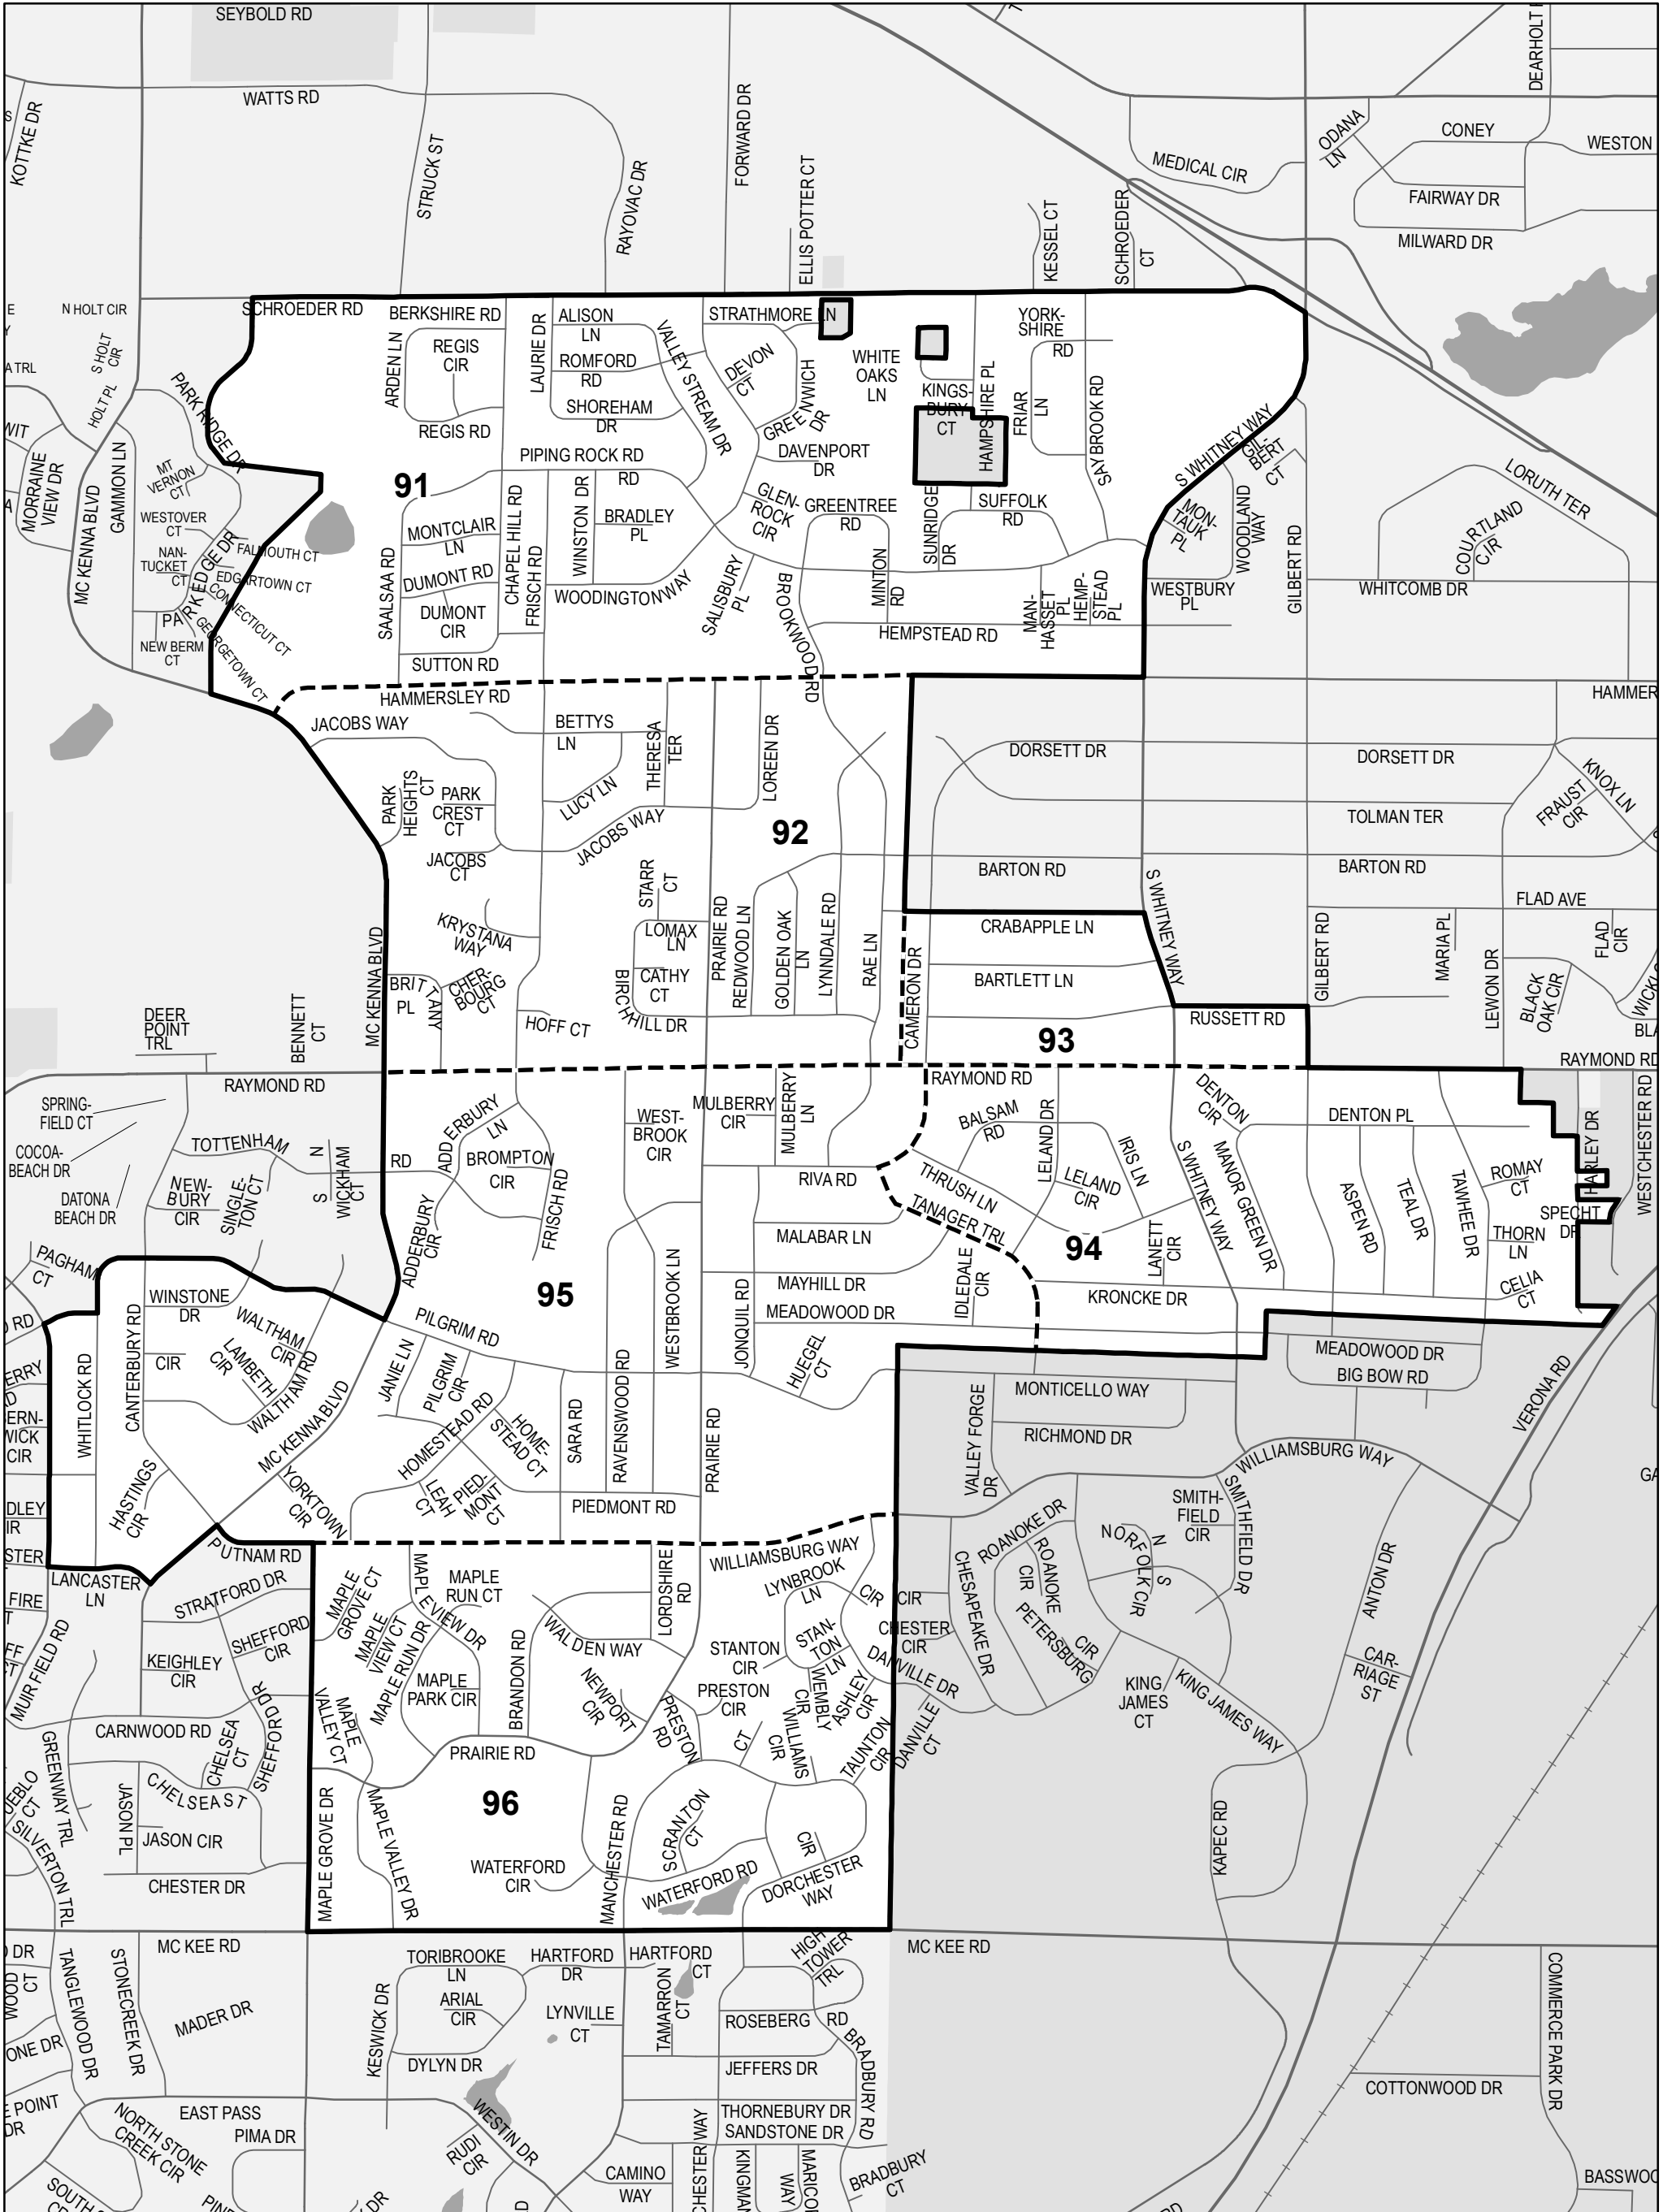 SEYBOLD RD
WATTS RD
KOTTKE DR
STRUCK ST
RAYOVAC DR
FORWARD DR
ELLIS POTTER CT
KESSEL CT
SCHROEDER
CT
MEDICAL CIR
ODANA
LN
CONEY
WESTON
FAIRWAY DR
MILWARD DR
N HOLT CIR
S HOLT
CIR
A TRL
HOLT PL
SCHROEDER RD
BERKSHIRE RD
ARDEN LN
REGIS
CIR
REGIS RD
LAURIE DR
ALISON
LN
ROMFORD
RD
SHOREHAM
DR
VALLEY STREAM DR
STRATHMORE LN
DEVON
CT
GREENWICH
DR
WHITE
OAKS
LN
KINGS-
BURY
CT
HAMPSHIRE PL
YORK-
SHIRE
RD
FRIAR
LN
SAYBROOK RD
PARK RIDGE DR
MORRAINE
VIEW DR
MC KENNA BLVD
GAMMON LN
MT
VERNON
CT
WESTOVER
CT
NAN-
TUCKET
CT
PARK EDGE DR
FALMOUTH CT
EDGARTOWN CT
CONNECTICUT CT
GEORGETOWN CT
NEW BERM
CT
91
PIPING ROCK RD
RD
DAVENPORT
DR
GLEN-
ROCK
CIR
GREENTREE
RD
SUNRIDGE
DR
SUFFOLK
RD
S WHITNEY WAY
GIL-
BERT
CT
MON-
TAUK
PL
WOODLAND
WAY
GILBERT RD
LORUTH TER
COURTLAND
CIR
WHITCOMB DR
WESTBURY
PL
MONTCLAIR
LN
DUMONT RD
DUMONT
CIR
SAALSAA RD
CHAPEL HILL RD
FRISCH RD
WINSTON DR
BRADLEY
PL
WOODINGTON WAY
SALISBURY
PL
BROOKWOOD RD
MINTON
RD
MAN-
HASSET
PL
HEMP-
STEAD
PL
HEMPSTEAD RD
SUTTON RD
HAMMERSLEY RD
HAMMER
JACOBS WAY
BETTYS
LN
THERESA
TER
LOREEN DR
PARK
HEIGHTS
CT
PARK
CREST
CT
LUCY LN
JACOBS WAY
JACOBS
CT
92
DORSETT DR
DORSETT DR
KNOX LN
FRAUST
CIR
TOLMAN TER
BARTON RD
BARTON RD
FLAD AVE
FLAD
CIR
STARR
CT
LOMAX
LN
CATHY
CT
BIRCH HILL DR
KRYSTANA
WAY
BRITTANY
PL
CHER-
BOURG
CT
HOFF CT
PRAIRIE RD
REDWOOD LN
GOLDEN OAK
LN
LYNNDALE RD
RAE LN
CAMERON DR
CRABAPPLE LN
BARTLETT LN
S WHITNEY WAY
RUSSETT RD
93
GILBERT RD
MARIA PL
LEWON DR
BLACK
OAK CIR
RAYMOND RD
DEER
POINT
TRL
BENNETT
CT
MC KENNA BLVD
RAYMOND RD
RAYMOND RD
SPRING-
FIELD CT
COCOA-
BEACH DR
DATONA
BEACH DR
TOTTENHAM
RD
NEW-
BURY
CIR
SINGLE-
TON CT
N
S
WICKHAM
CT
ADDERBURY
LN
BROMPTON
CIR
ADDERBURY
CIR
FRISCH RD
WEST-
BROOK
CIR
MULBERRY
CIR
MULBERRY
LN
RIVA RD
MALABAR LN
MAYHILL DR
MEADOWOOD DR
JONQUIL RD
WESTBROOK LN
HUEGEL
CT
IDLEDALE
CIR
BALSAM
RD
LELAND DR
LELAND
CIR
IRIS LN
THRUSH LN
TANAGER TRL
94
LANETT
CIR
S WHITNEY WAY
MANOR GREEN DR
DENTON
CIR
DENTON PL
ASPEN RD
TEAL DR
TAWHEE DR
ROMAY
CT
THORN
LN
CELIA
CT
HARLEY DR
SPECHT
DR
WESTCHESTER RD
KRONCKE DR
MEADOWOOD DR
BIG BOW RD
VERONA RD
95
PAGHAM
CT
WINSTONE
DR
CANTERBURY RD
WHITLOCK RD
CIR
WALTHAM
CIR
LAMBETH
CIR
WALTHAM RD
MC KENNA BLVD
HASTINGS
CIR
YORKTOWN
CIR
PILGRIM RD
JANIE LN
PILGRIM
CIR
HOMESTEAD RD
HOME-
STEAD CT
LEAH
CT
PIED-
MONT
CT
SARA RD
RAVENSWOOD RD
PIEDMONT RD
PRAIRIE RD
MONTICELLO WAY
VALLEY FORGE
DR
RICHMOND DR
WILLIAMSBURG WAY
SMITH-
FIELD
CIR
SMITHFIELD DR
ROANOKE DR
ROANOKE
CIR
NORFOLK CIR
N
S
CHESAPEAKE DR
PETERSBURG
CIR
KING
JAMES
CT
KING JAMES WAY
ANTON DR
CAR-
RIAGE
ST
KAPEC RD
PUTNAM RD
LANCASTER
LN
STRATFORD DR
SHEFFORD
CIR
KEIGHLEY
CIR
MUIR FIELD RD
CARNWOOD RD
GREENWAY TRL
CHELSEA
CT
CHELSEA ST
SHEFFORD DR
JASON PL
JASON CIR
SILVERTON TRL
CHESTER DR
MAPLE
GROVE CT
MAPLE
VIEW CT
MAPLE VIEW DR
MAPLE
RUN CT
MAPLE RUN DR
MAPLE
PARK CIR
MAPLE
VALLEY CT
MAPLE GROVE DR
MAPLE VALLEY DR
BRANDON RD
WALDEN WAY
LORDSHIRE
RD
NEWPORT
CIR
PRAIRIE RD
96
WILLIAMSBURG WAY
LYNBROOK
LN
CIR
CIR
CHESTER
CIR
STANTON
CIR
STAN-
TON
LN
PRESTON
CIR
PRESTON
RD
CT
WEMBLY
CIR
WILLIAMS
CIR
ASHLEY
CIR
TAUNTON
CIR
DANVILLE DR
DANVILLE
CT
MANCHESTER RD
SCRANTON
CT
WATERFORD
CIR
WATERFORD RD
CIR
DORCHESTER
WAY
MC KEE RD
MC KEE RD
TANGLEWOOD DR
STONECREEK DR
MADER DR
KESWICK DR
TORIBROOKE
LN
ARIAL
CIR
DYLYN DR
HARTFORD
DR
HARTFORD
CT
LYNVILLE
CT
TAMARRON
CT
HIGH
TOWER
TRL
ROSEBERG RD
JEFFERS DR
BRADBURY RD
THORNEBURY DR
SANDSTONE DR
BRADBURY
CT
COMMERCE PARK DR
COTTONWOOD DR
EAST PASS
PIMA DR
NORTH STONE
CREEK CIR
WESTIN DR
RUDI
CIR
CAMINO
WAY